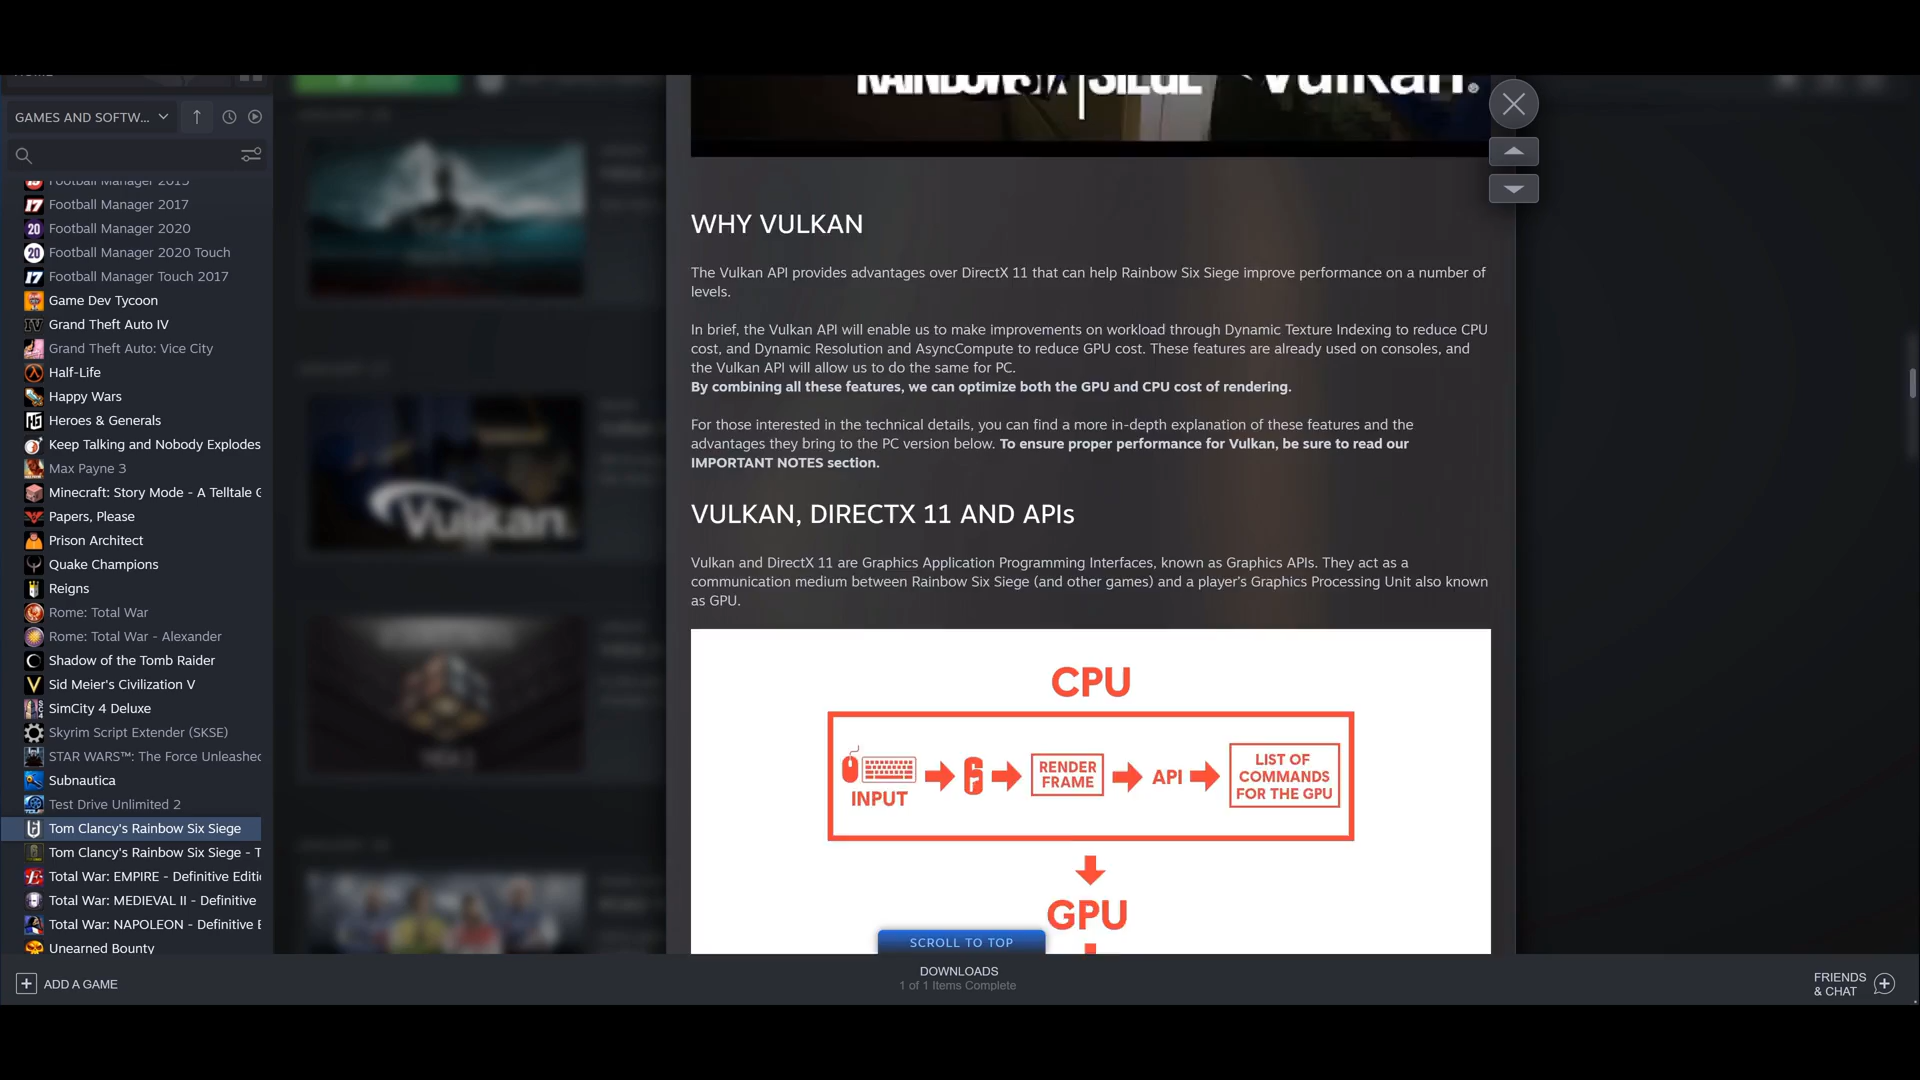 GAMES AND SOFTW...
Football Manager 2015
Football Manager 2017
Football Manager 2020
Football Manager 2020 Touch
Football Manager Touch 2017
Game Dev Tycoon
Grand Theft Auto IV
Grand Theft Auto: Vice City
Half-Life
Happy Wars
Heroes & Generals
Keep Talking and Nobody Explodes
Max Payne 3
Minecraft: Story Mode - A Telltale G
Papers, Please
Prison Architect
Quake Champions
Reigns
Rome: Total War
Rome: Total War - Alexander
Shadow of the Tomb Raider
Sid Meier's Civilization V
SimCity 4 Deluxe
Skyrim Script Extender (SKSE)
STAR WARS™: The Force Unleashed
Subnautica
Test Drive Unlimited 2
Tom Clancy's Rainbow Six Siege
Tom Clancy's Rainbow Six Siege - T
Total War: EMPIRE - Definitive Editi
Total War: MEDIEVAL II - Definitive
Total War: NAPOLEON - Definitive E
Unearned Bounty
ADD A GAME
Vulkan.
RAINBOW SIX | SIEGE Vulkan.
WHY VULKAN
The Vulkan API provides advantages over DirectX 11 that can help Rainbow Six Siege improve performance on a number of
levels.
In brief, the Vulkan API will enable us to make improvements on workload through Dynamic Texture Indexing to reduce CPU
cost, and Dynamic Resolution and AsyncCompute to reduce GPU cost. These features are already used on consoles, and
the Vulkan API will allow us to do the same for PC.
By combining all these features, we can optimize both the GPU and CPU cost of rendering.
For those interested in the technical details, you can find a more in-depth explanation of these features and the
advantages they bring to the PC version below. To ensure proper performance for Vulkan, be sure to read our
IMPORTANT NOTES section.
VULKAN, DIRECTX 11 AND APIs
Vulkan and DirectX 11 are Graphics Application Programming Interfaces, known as Graphics APIs. They act as a
communication medium between Rainbow Six Siege (and other games) and a player's Graphics Processing Unit also known
as GPU.
CPU
INPUT
6
RENDER
FRAME
API
LIST OF
COMMANDS
FOR THE GPU
GPU
SCROLL TO TOP
DOWNLOADS
1 of 1 Items Complete
FRIENDS
& CHAT